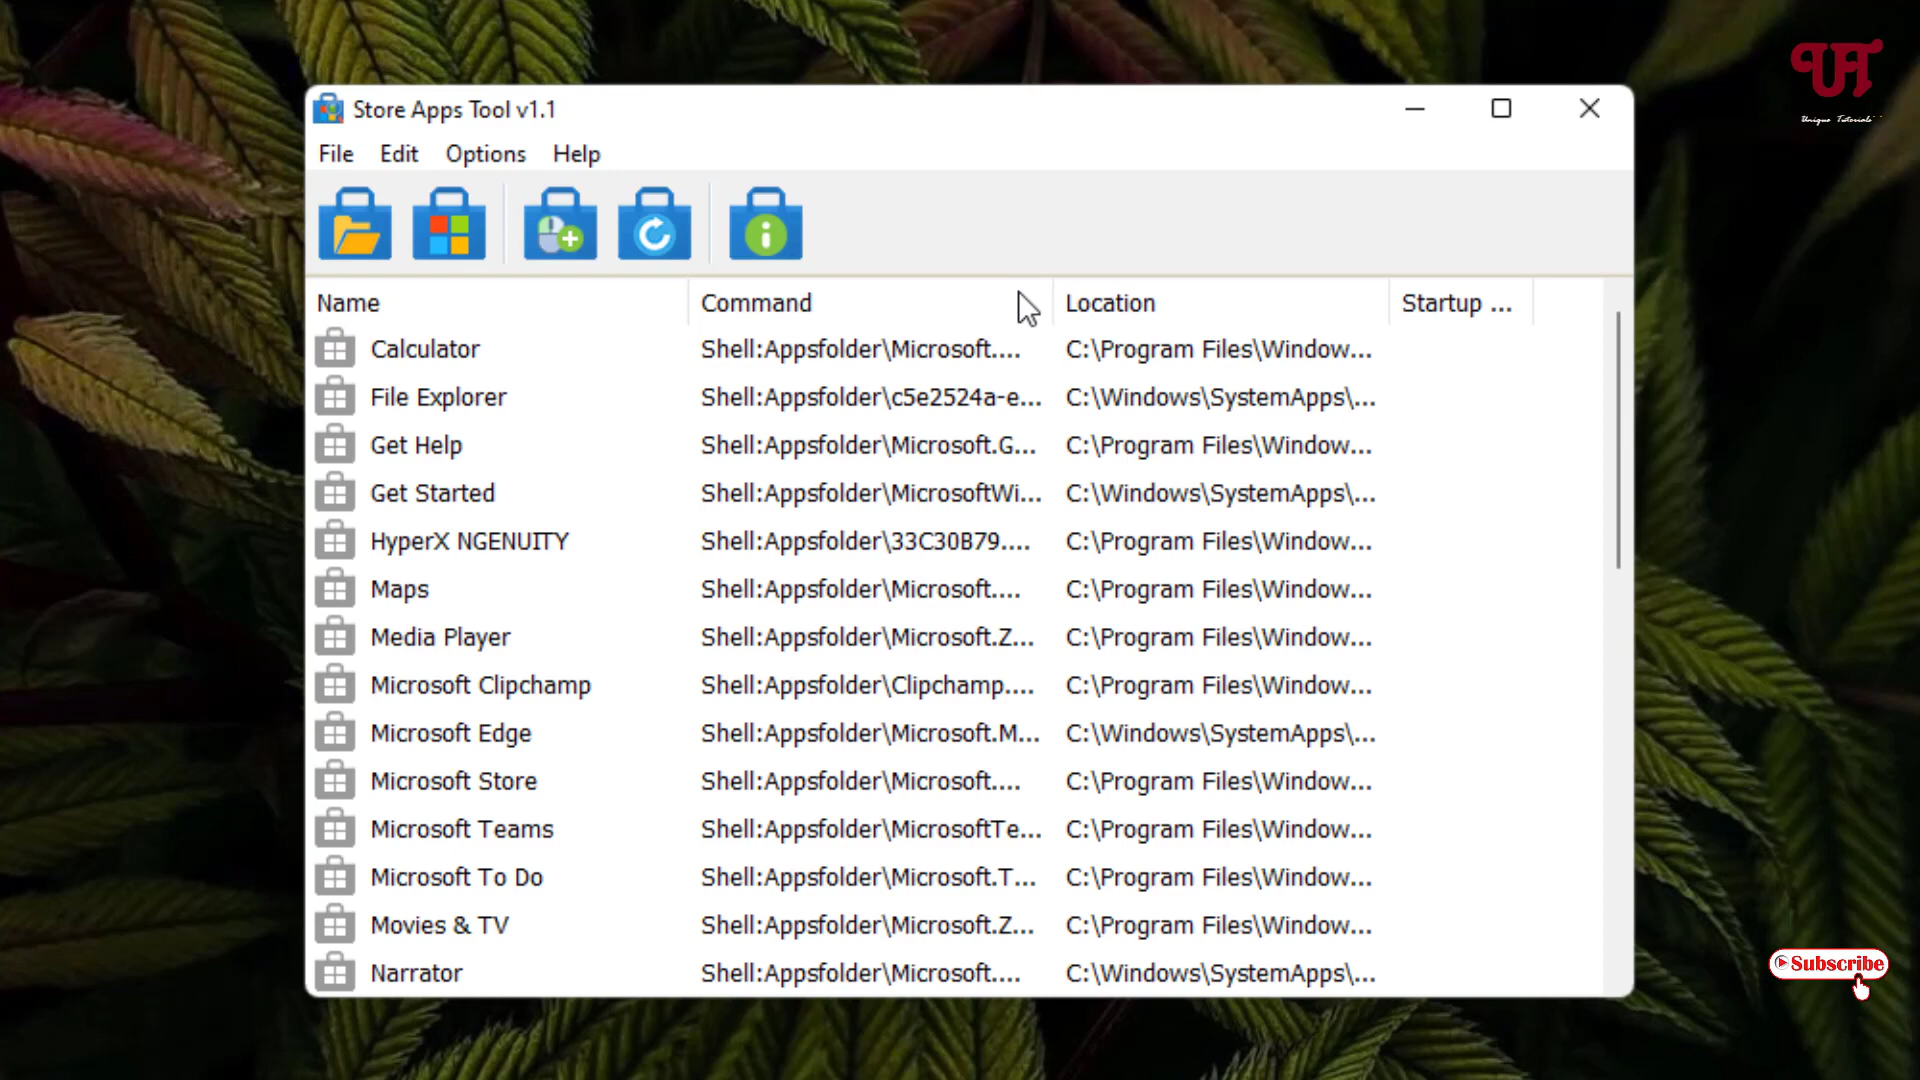 Store Apps Tool v1.1
File Edit Options Help
Name Command Location Startup ...
Calculator Shell:Appsfolder\Microsoft.... C:\Program Files\Window...
File Explorer Shell:Appsfolder\c5e2524a-e... C:\Windows\SystemApps\...
Get Help Shell:Appsfolder\Microsoft.G... C:\Program Files\Window...
Get Started Shell:Appsfolder\MicrosoftWi... C:\Windows\SystemApps\...
HyperX NGENUITY Shell:Appsfolder\33C30B79.... C:\Program Files\Window...
Maps Shell:Appsfolder\Microsoft.... C:\Program Files\Window...
Media Player Shell:Appsfolder\Microsoft.Z... C:\Program Files\Window...
Microsoft Clipchamp Shell:Appsfolder\Clipchamp.... C:\Program Files\Window...
Microsoft Edge Shell:Appsfolder\Microsoft.M... C:\Windows\SystemApps\...
Microsoft Store Shell:Appsfolder\Microsoft.... C:\Program Files\Window...
Microsoft Teams Shell:Appsfolder\MicrosoftTe... C:\Program Files\Window...
Microsoft To Do Shell:Appsfolder\Microsoft.T... C:\Program Files\Window...
Movies & TV Shell:Appsfolder\Microsoft.Z... C:\Program Files\Window...
Narrator Shell:Appsfolder\Microsoft.... C:\Windows\SystemApps\...
UT
Unique Tutorials
Subscribe